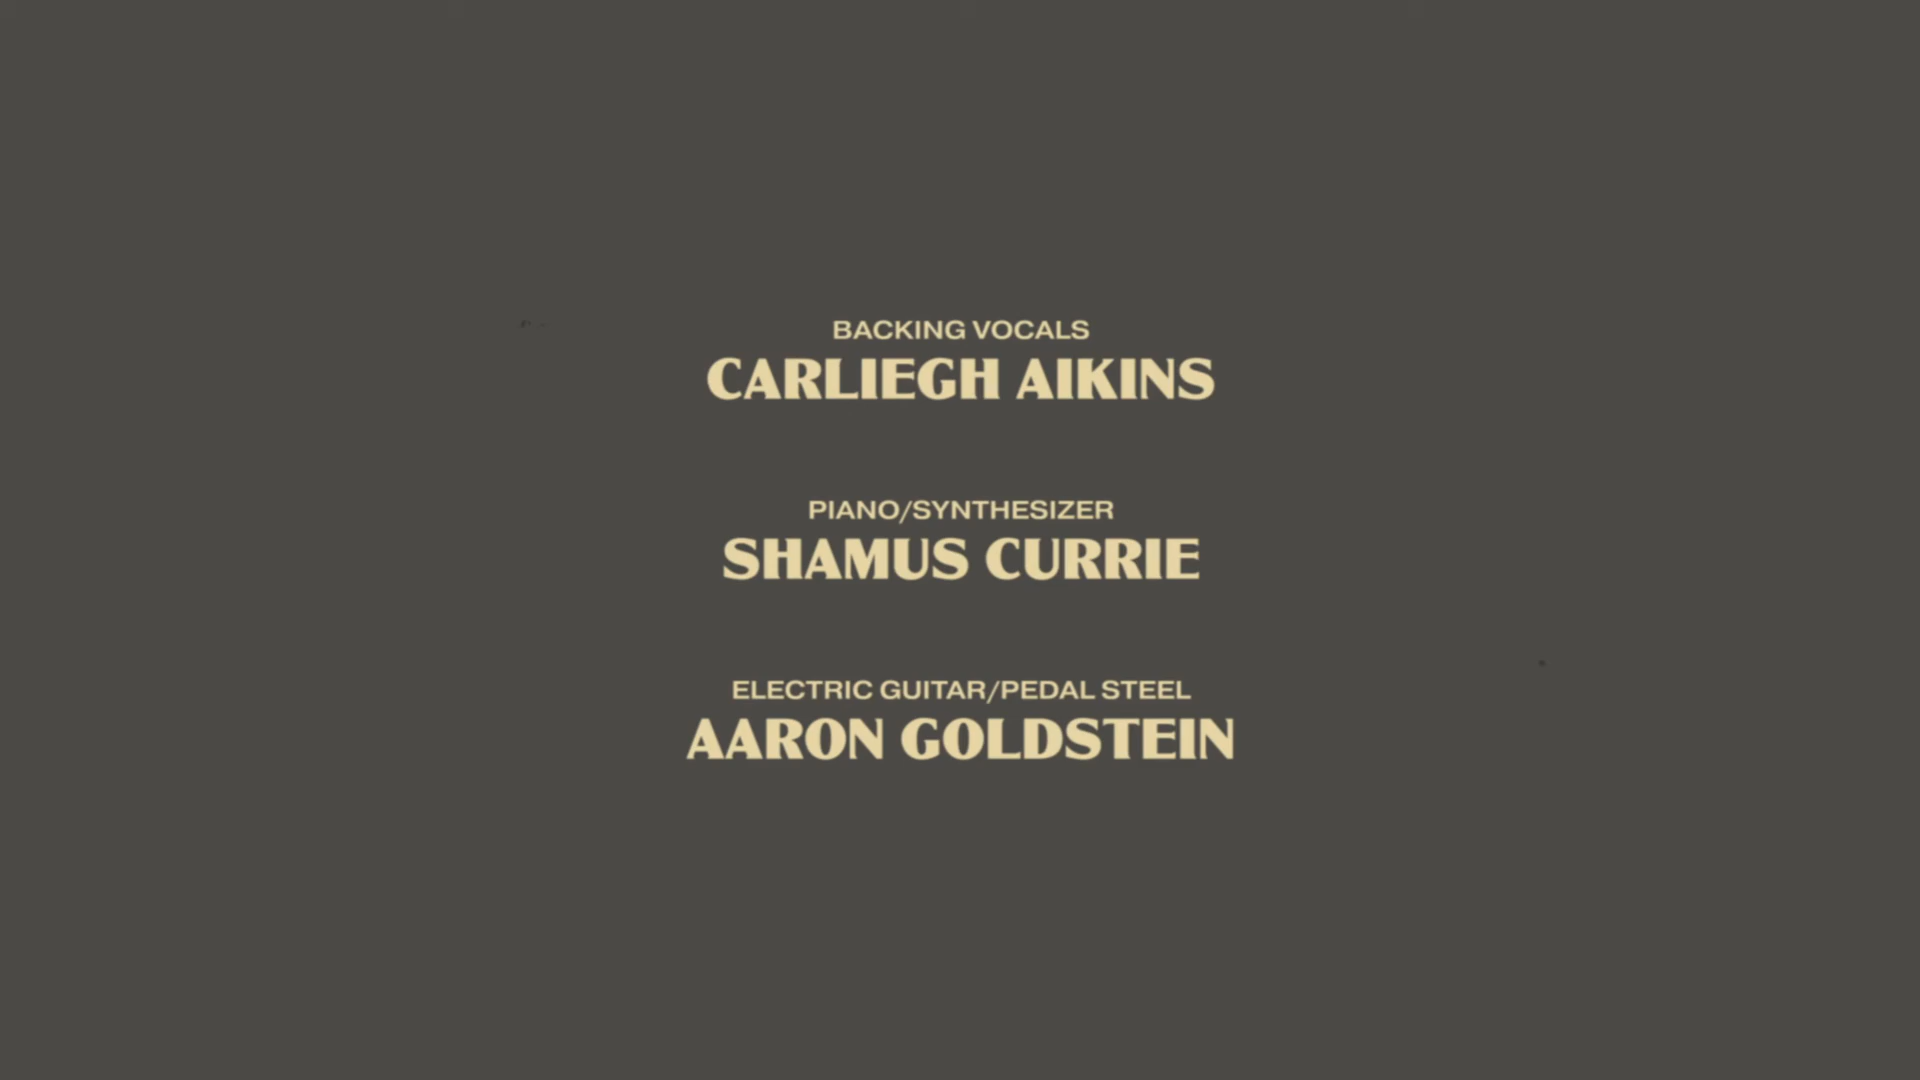 BACKING VOCALS
CARLIEGH AIKINS
PIANO/SYNTHESIZER
SHAMUS CURRIE
ELECTRIC GUITAR/PEDAL STEEL
AARON GOLDSTEIN